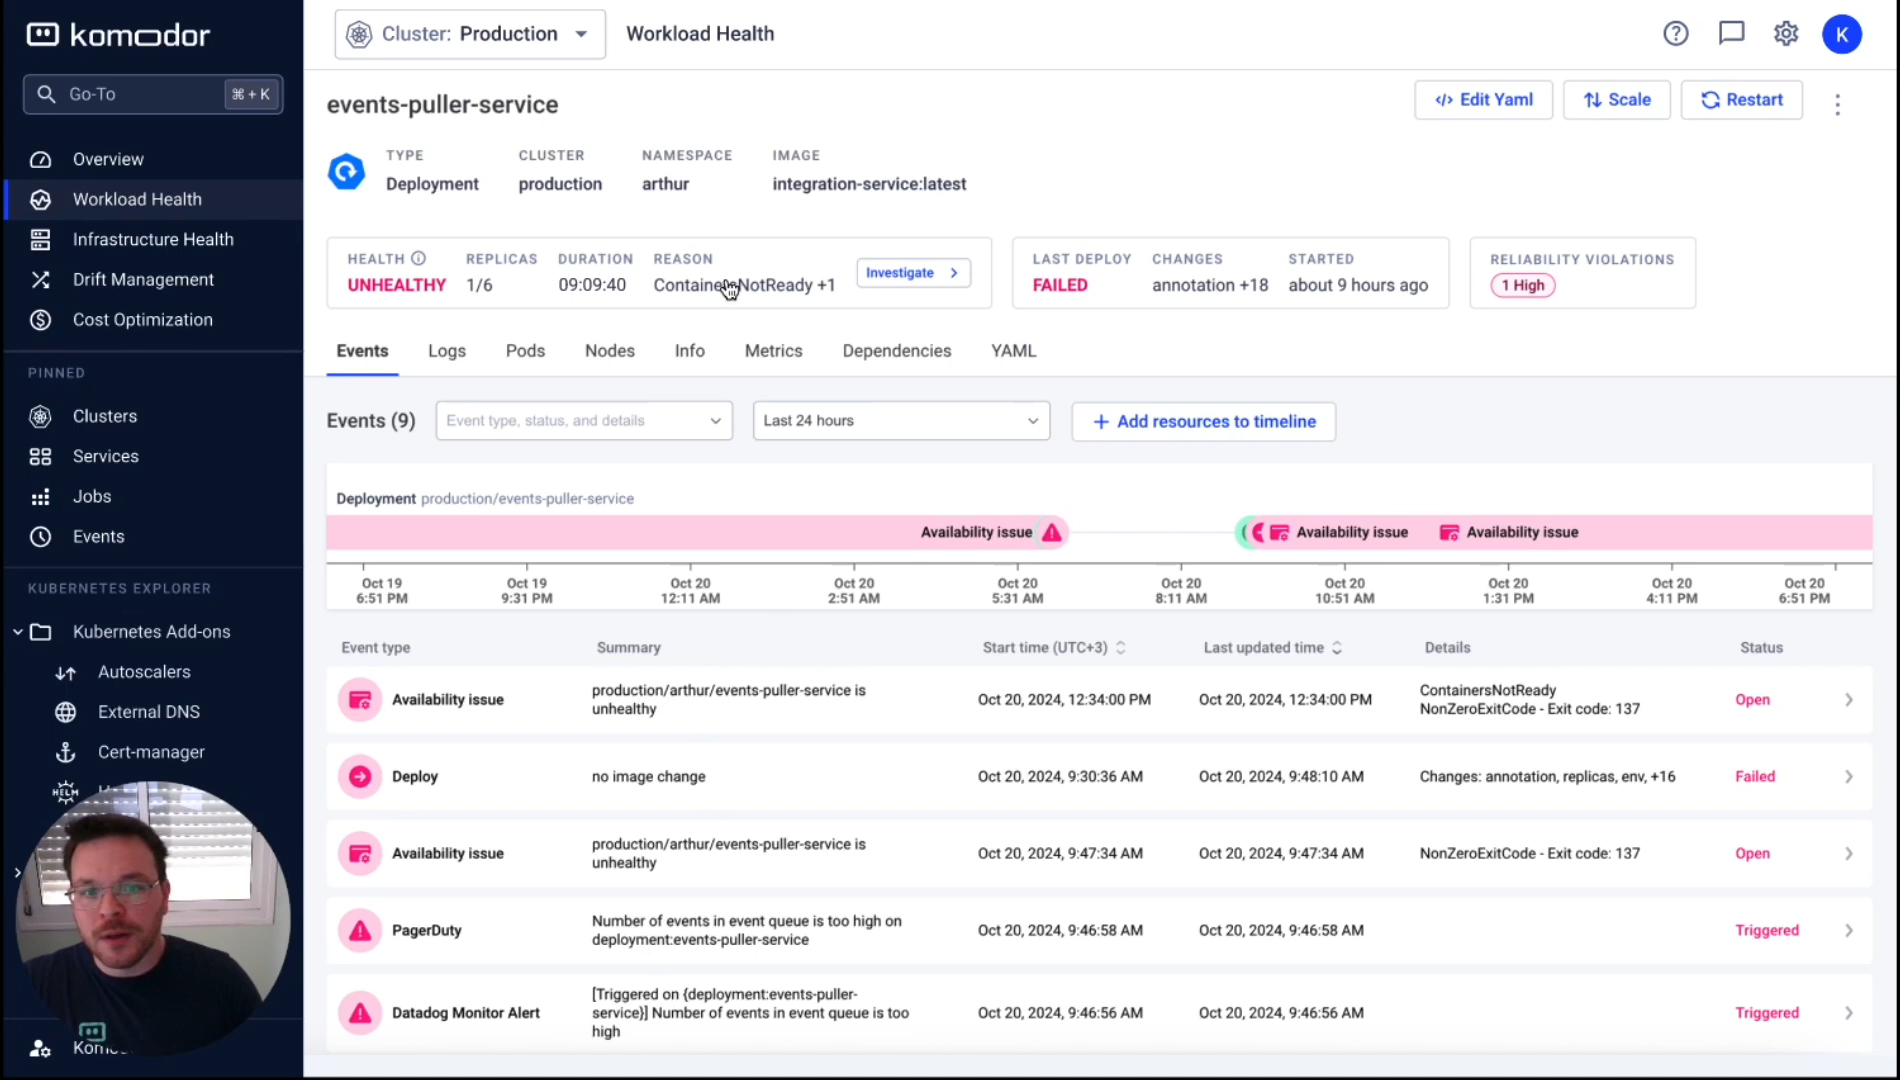 komodor
Cluster: Production
Workload Health
Go-To
⌘ + K
Overview
Workload Health
Infrastructure Health
Drift Management
Cost Optimization
PINNED
Clusters
Services
Jobs
Events
KUBERNETES EXPLORER
Kubernetes Add-ons
Autoscalers
External DNS
Cert-manager
HELM
events-puller-service
</> Edit Yaml
Scale
Restart
TYPE
Deployment
CLUSTER
production
NAMESPACE
arthur
IMAGE
integration-service:latest
HEALTH
UNHEALTHY
REPLICAS
1/6
DURATION
09:09:40
REASON
ContainersNotReady +1
Investigate
LAST DEPLOY
FAILED
CHANGES
annotation +18
STARTED
about 9 hours ago
RELIABILITY VIOLATIONS
1 High
K
Events
Logs
Pods
Nodes
Info
Metrics
Dependencies
YAML
Events (9)
Event type, status, and details
Last 24 hours
+ Add resources to timeline
Deployment production/events-puller-service
Availability issue
Availability issue
Availability issue
Oct 19
6:51 PM
Oct 19
9:31 PM
Oct 20
12:11 AM
Oct 20
2:51 AM
Oct 20
5:31 AM
Oct 20
8:11 AM
Oct 20
10:51 AM
Oct 20
1:31 PM
Oct 20
4:11 PM
Oct 20
6:51 PM
Event type
Summary
Start time (UTC+3)
Last updated time
Details
Status
Availability issue
production/arthur/events-puller-service is
unhealthy
Oct 20, 2024, 12:34:00 PM
Oct 20, 2024, 12:34:00 PM
ContainersNotReady
NonZeroExitCode - Exit code: 137
Open
Deploy
no image change
Oct 20, 2024, 9:30:36 AM
Oct 20, 2024, 9:48:10 AM
Changes: annotation, replicas, env, +16
Failed
Availability issue
production/arthur/events-puller-service is
unhealthy
Oct 20, 2024, 9:47:34 AM
Oct 20, 2024, 9:47:34 AM
NonZeroExitCode - Exit code: 137
Open
PagerDuty
Number of events in event queue is too high on
deployment:events-puller-service
Oct 20, 2024, 9:46:58 AM
Oct 20, 2024, 9:46:58 AM
Triggered
Datadog Monitor Alert
[Triggered on {deployment:events-puller-
service}] Number of events in event queue is too
high
Oct 20, 2024, 9:46:56 AM
Oct 20, 2024, 9:46:56 AM
Triggered